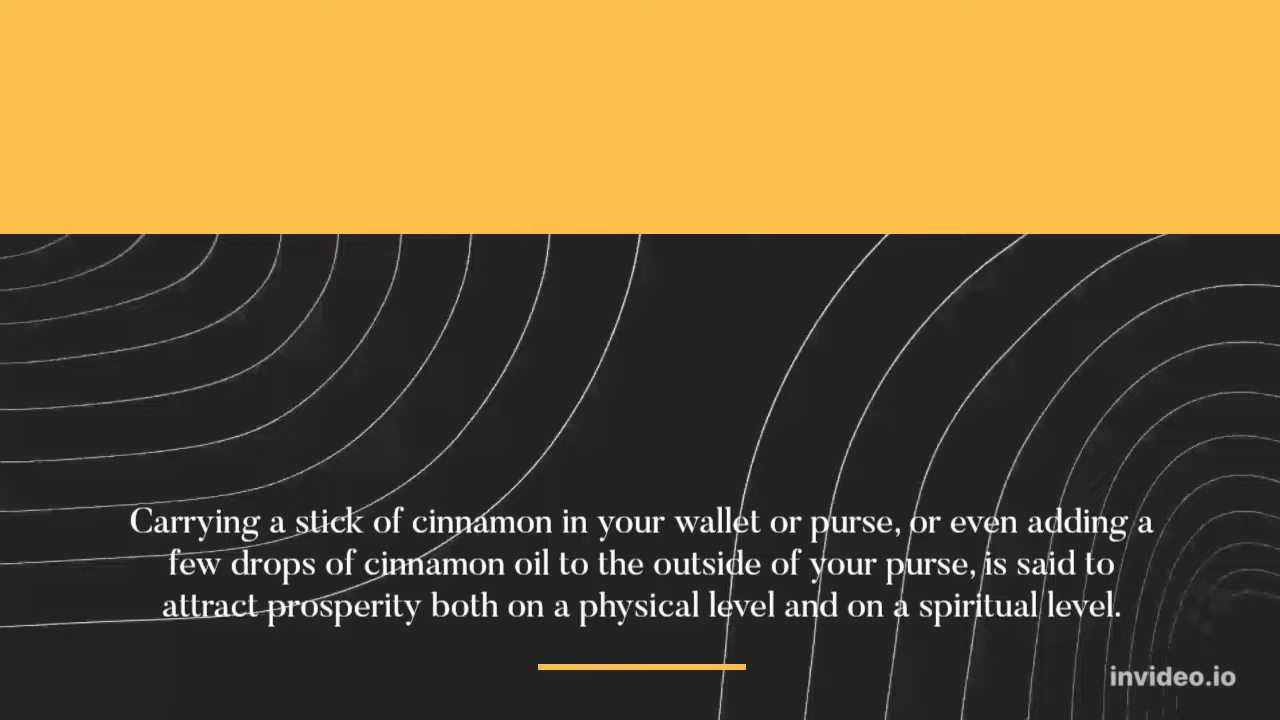 Carrying a stick of cinnamon in your wallet or purse, or even adding a
few drops of cinnamon oil to the outside of your purse, is said to
attract prosperity both on a physical level and on a spiritual level.
invideo.io